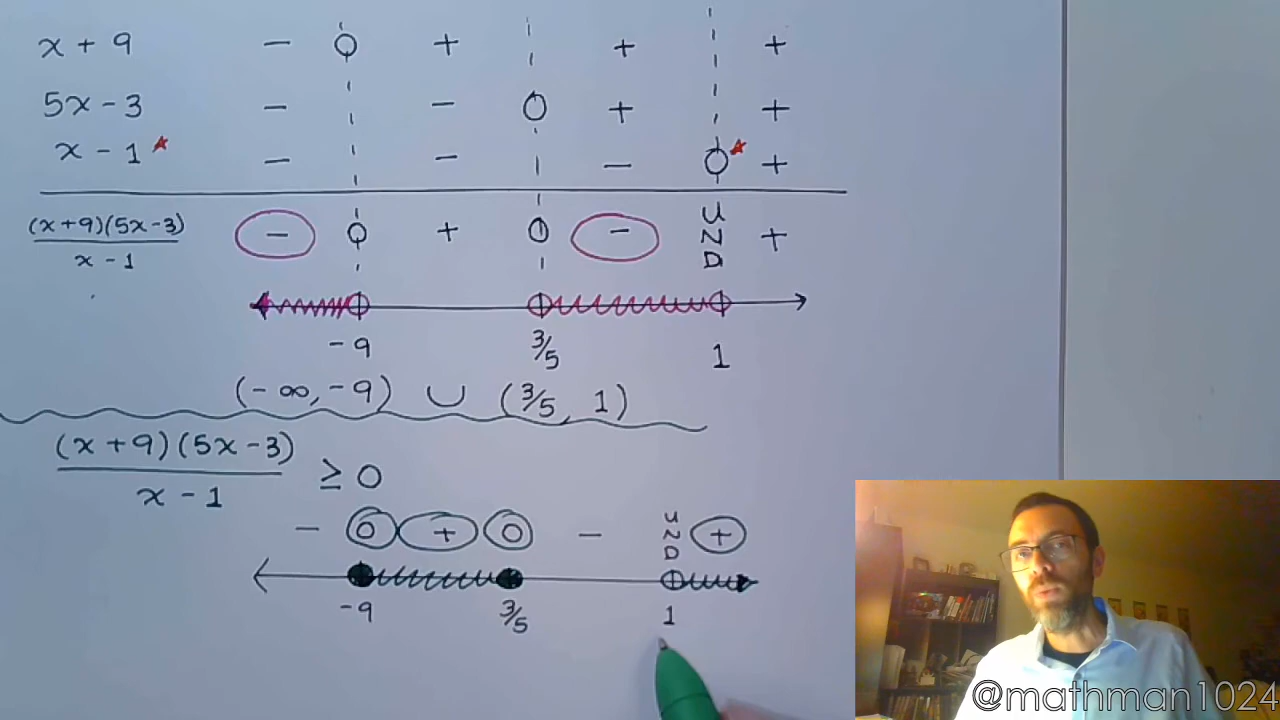 x + 9 − 0 + + +
5x − 3 − − 0 + +
x − 1* − − − 0* +
(x+9)(5x−3) / x − 1 − 0 + 0 − UND +
−9 3/5 1
(−∞, −9) ∪ (3/5, 1)
(x+9)(5x−3) / x − 1 ≥ 0
− 0 + 0 − UND +
−9 3/5 1
@mathman1024